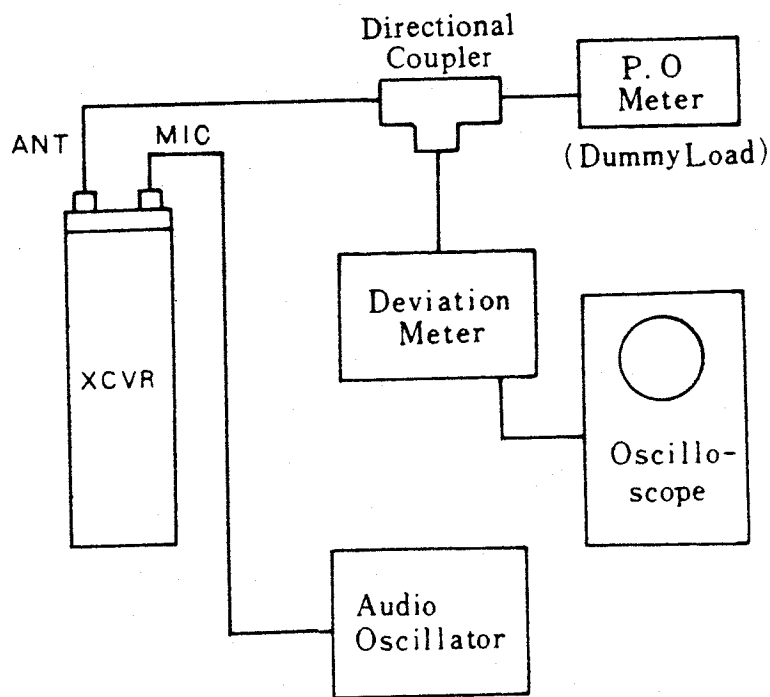 Directional
Coupler
P.O
Meter
(Dummy Load)
ANT
MIC
XCVR
Deviation
Meter
Oscillo-
scope
Audio
Oscillator